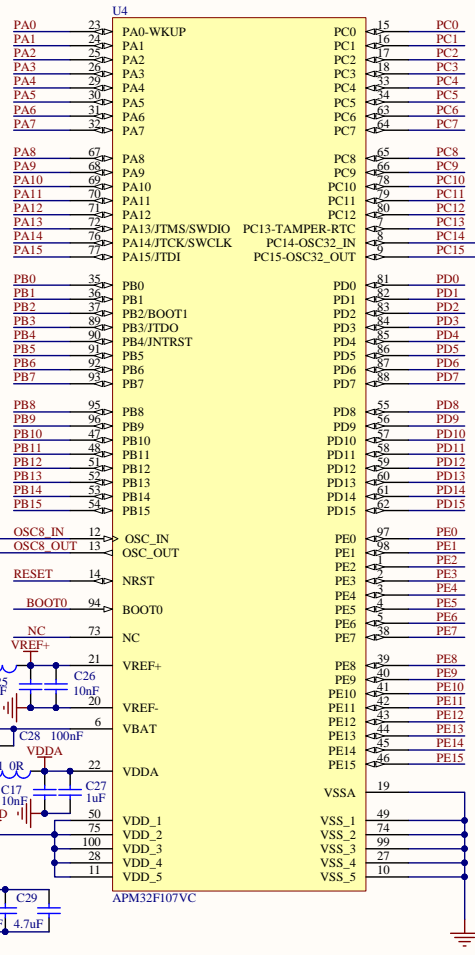 U4
PA0 23 PA0-WKUP PC0 15 PC0
PA1 24 PA1 PC1 16 PC1
PA2 25 PA2 PC2 17 PC2
PA3 26 PA3 PC3 18 PC3
PA4 29 PA4 PC4 33 PC4
PA5 30 PA5 PC5 34 PC5
PA6 31 PA6 PC6 63 PC6
PA7 32 PA7 PC7 64 PC7
PA8 67 PA8 PC8 65 PC8
PA9 68 PA9 PC9 66 PC9
PA10 69 PA10 PC10 78 PC10
PA11 70 PA11 PC11 79 PC11
PA12 71 PA12 PC12 80 PC12
PA13 72 PA13/JTMS/SWDIO PC13-TAMPER-RTC 7 PC13
PA14 76 PA14/JTCK/SWCLK PC14-OSC32_IN 8 PC14
PA15 77 PA15/JTDI PC15-OSC32_OUT 9 PC15
PB0 35 PB0 PD0 81 PD0
PB1 36 PB1 PD1 82 PD1
PB2 37 PB2/BOOT1 PD2 83 PD2
PB3 89 PB3/JTDO PD3 84 PD3
PB4 90 PB4/JNTRST PD4 85 PD4
PB5 91 PB5 PD5 86 PD5
PB6 92 PB6 PD6 87 PD6
PB7 93 PB7 PD7 88 PD7
PB8 95 PB8 PD8 55 PD8
PB9 96 PB9 PD9 56 PD9
PB10 47 PB10 PD10 57 PD10
PB11 48 PB11 PD11 58 PD11
PB12 51 PB12 PD12 59 PD12
PB13 52 PB13 PD13 60 PD13
PB14 53 PB14 PD14 61 PD14
PB15 54 PB15 PD15 62 PD15
OSC8_IN 12 OSC_IN PE0 97 PE0
OSC8_OUT 13 OSC_OUT PE1 98 PE1
PE2 1 PE2
RESET 14 NRST PE3 2 PE3
PE4 3 PE4
BOOT0 94 BOOT0 PE5 4 PE5
PE6 5 PE6
NC 73 NC PE7 38 PE7
VREF+
21 VREF+ PE8 39 PE8
C26 PE9 40 PE9
10nF PE10 41 PE10
20 VREF- PE11 42 PE11
6 VBAT PE12 43 PE12
C28 100nF PE13 44 PE13
VDDA PE14 45 PE14
0R 22 VDDA PE15 46 PE15
C17 C27 VSSA 19
10nF 1uF
50 VDD_1 VSS_1 49
75 VDD_2 VSS_2 74
100 VDD_3 VSS_3 99
28 VDD_4 VSS_4 27
11 VDD_5 VSS_5 10
APM32F107VC
C29
4.7uF